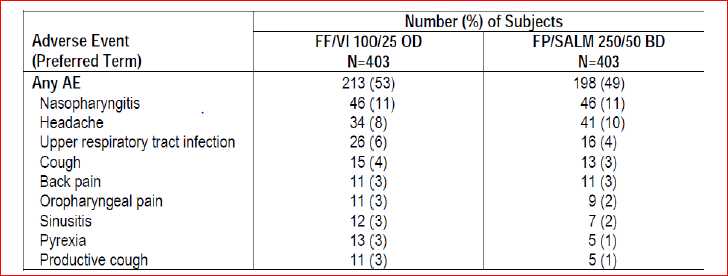 Number (%) of Subjects
Adverse Event FF/VI 100/25 OD FP/SALM 250/50 BD
(Preferred Term) N=403 N=403
Any AE 213 (53) 198 (49)
Nasopharyngitis 46 (11) 46 (11)
Headache 34 (8) 41 (10)
Upper respiratory tract infection 26 (6) 16 (4)
Cough 15 (4) 13 (3)
Back pain 11 (3) 11 (3)
Oropharyngeal pain 11 (3) 9 (2)
Sinusitis 12 (3) 7 (2)
Pyrexia 13 (3) 5 (1)
Productive cough 11 (3) 5 (1)